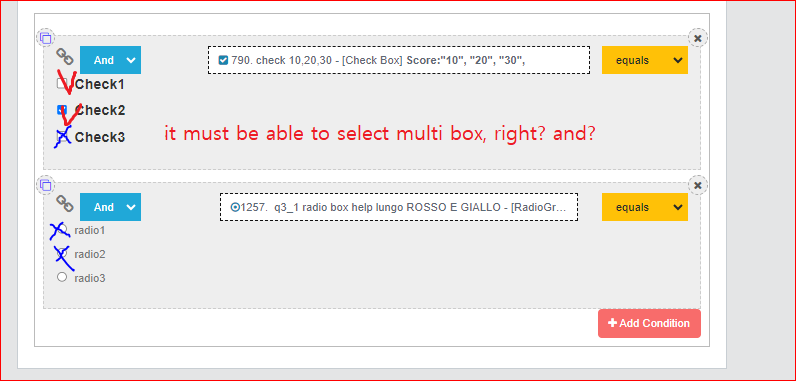 And
790. check 10,20,30 - [Check Box] Score:"10", "20", "30",
equals
Check1
Check2
Check3
it must be able to select multi box, right? and?
And
1257. q3_1 radio box help lungo ROSSO E GIALLO - [RadioGr...
equals
radio1
radio2
radio3
+ Add Condition